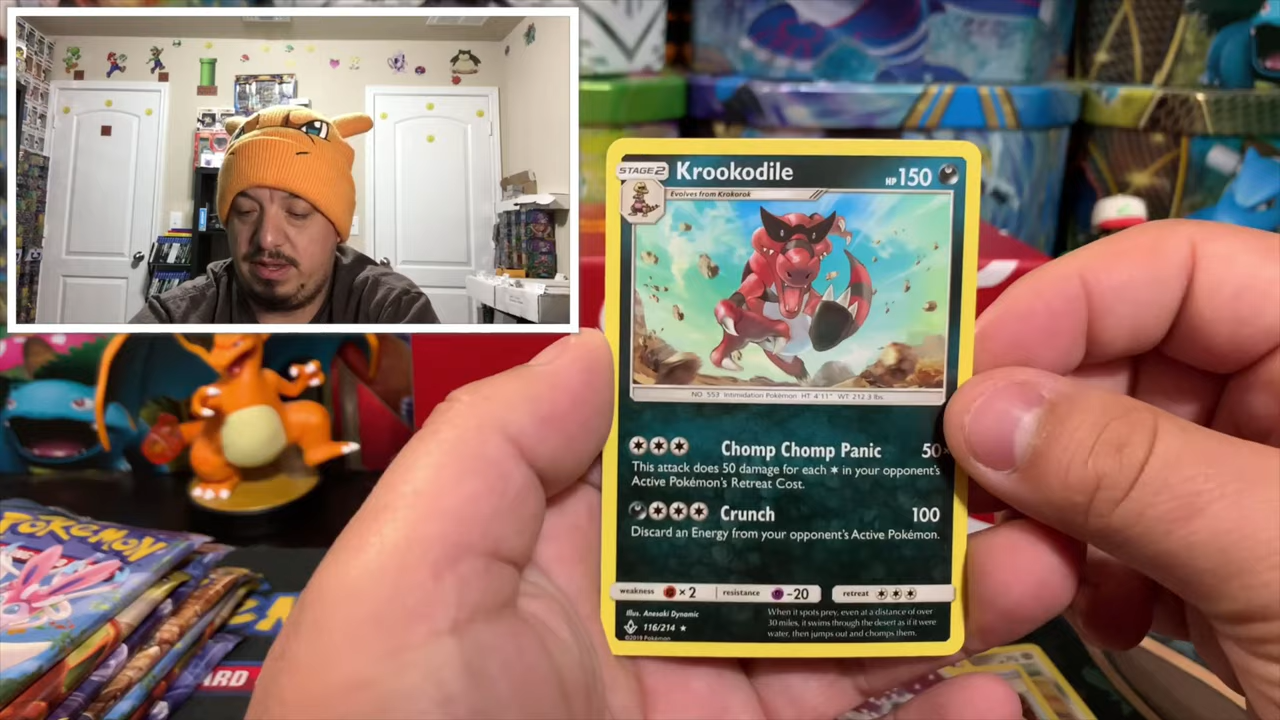 STAGE2
Krookodile
HP 150
Evolves from Krokorok
NO. 553 Intimidation Pokémon HT: 4'11" WT: 212.3 lbs.
Chomp Chomp Panic 50×
This attack does 50 damage for each ✱ in your opponent's
Active Pokémon's Retreat Cost.
Crunch 100
Discard an Energy from your opponent's Active Pokémon.
weakness ×2 resistance -20 retreat
Illus. Anesaki Dynamic
116/214 ★
©2019 Pokémon
When it spots prey, even at a distance of over
30 miles, it swims through the desert as if it were
water, then jumps out and chomps them.
POKÉMON
ARD